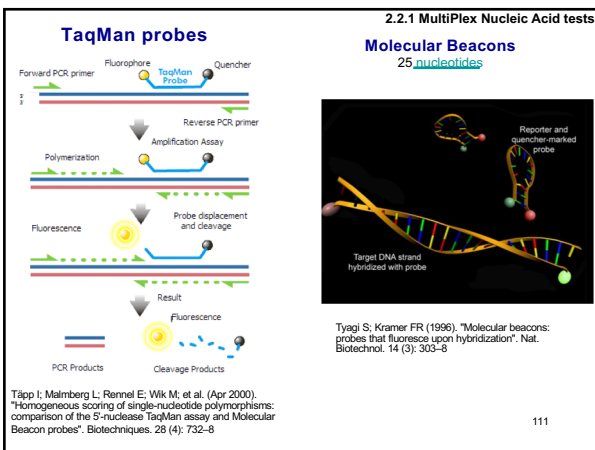 2.2.1 MultiPlex Nucleic Acid tests
TaqMan probes
Fluorophore
Quencher
TaqMan
Probe
Forward PCR primer
5'
3'
Reverse PCR primer
Amplification Assay
Polymerization
Probe displacement
and cleavage
Fluorescence
Result
Fluorescence
PCR Products
Cleavage Products
Täpp I; Malmberg L; Rennel E; Wik M; et al. (Apr 2000).
"Homogeneous scoring of single-nucleotide polymorphisms:
comparison of the 5'-nuclease TaqMan assay and Molecular
Beacon probes". Biotechniques. 28 (4): 732–8
Molecular Beacons
25 nucleotides
Reporter and
quencher-marked
probe
Target DNA strand
hybridized with probe
Tyagi S; Kramer FR (1996). "Molecular beacons:
probes that fluoresce upon hybridization". Nat.
Biotechnol. 14 (3): 303–8
111